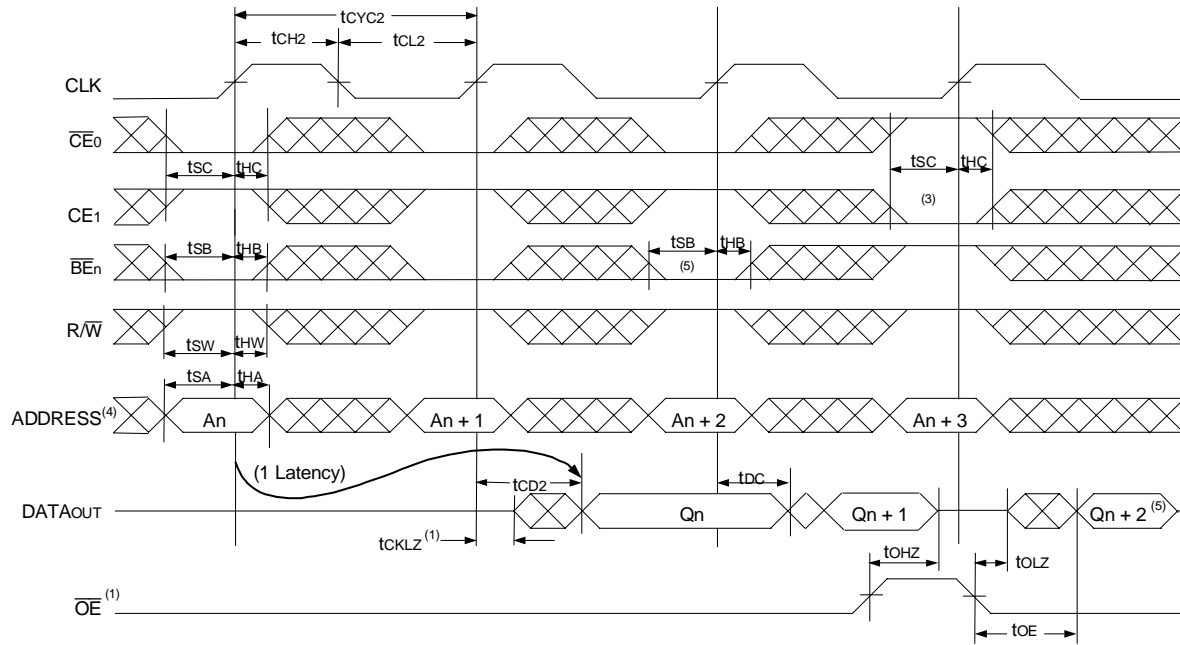 tCYC2
tCH2 tCL2
CLK
CE0
tSC tHC tSC tHC
CE1 (3)
tSB tHB tSB tHB
BEn (5)
R/W
tSW tHW
tSA tHA
ADDRESS(4) An An + 1 An + 2 An + 3
(1 Latency) tCD2 tDC
DATAOUT Qn Qn + 1 Qn + 2 (5)
tCKLZ(1) tOHZ tOLZ
OE (1)
tOE